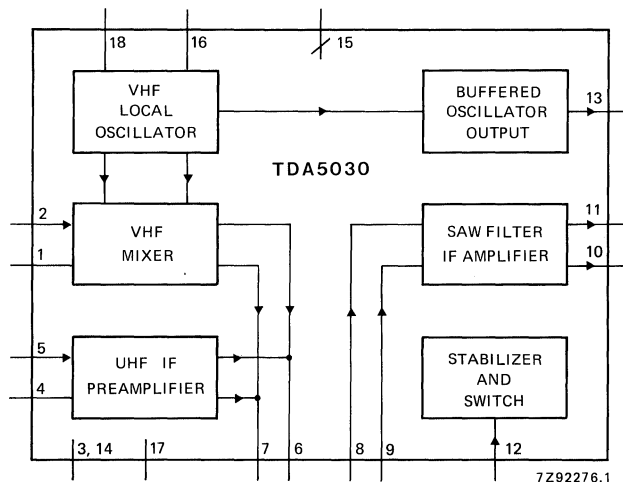 18
16
15
VHF
LOCAL
OSCILLATOR
BUFFERED
OSCILLATOR
OUTPUT
13
TDA5030
2
1
VHF
MIXER
SAW FILTER
IF AMPLIFIER
11
10
5
4
UHF IF
PREAMPLIFIER
STABILIZER
AND
SWITCH
3, 14
17
7
6
8
9
12
7Z92276.1